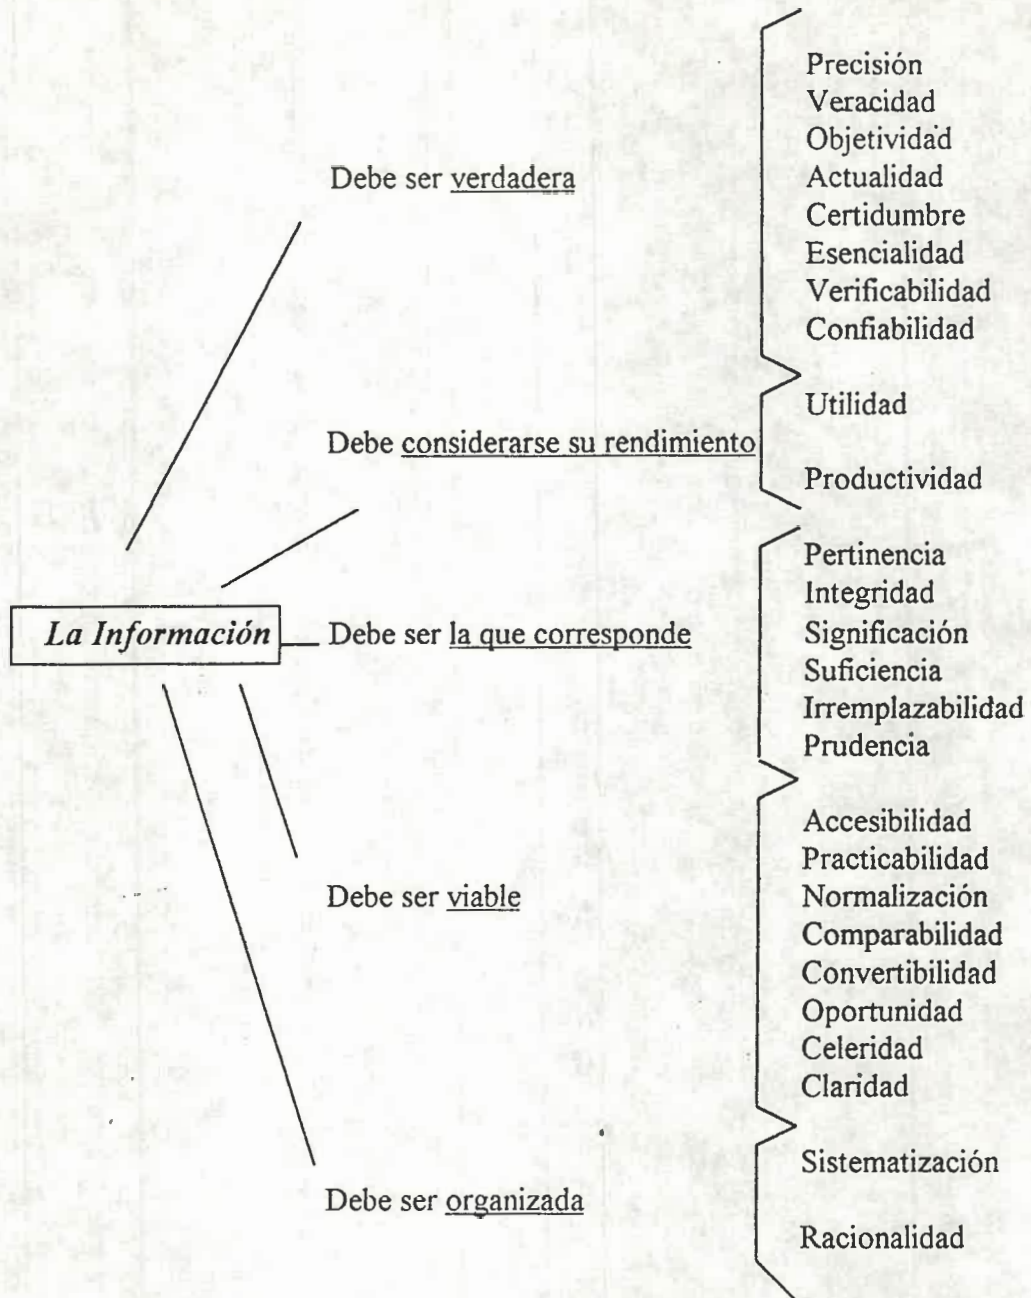 Precisión
Veracidad
Objetividad
Debe ser verdadera
Actualidad
Certidumbre
Esencialidad
Verificabilidad
Confiabilidad
Utilidad
Debe considerarse su rendimiento
Productividad
Pertinencia
Integridad
La Información
Debe ser la que corresponde
Significación
Suficiencia
Irremplazabilidad
Prudencia
Accesibilidad
Practicabilidad
Debe ser viable
Normalización
Comparabilidad
Convertibilidad
Oportunidad
Celeridad
Claridad
Sistematización
Debe ser organizada
Racionalidad